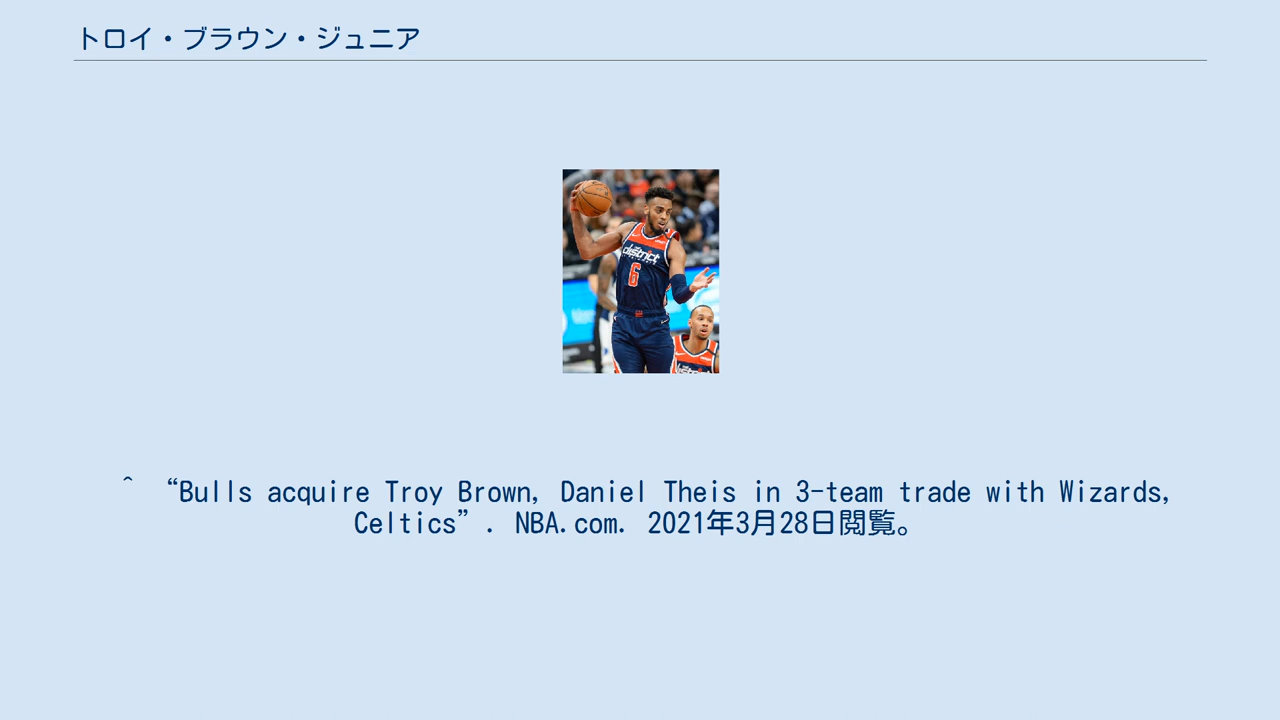 トロイ・ブラウン・ジュニア
district
6
^ “Bulls acquire Troy Brown, Daniel Theis in 3-team trade with Wizards,
Celtics”. NBA.com. 2021年3月28日閲覧。